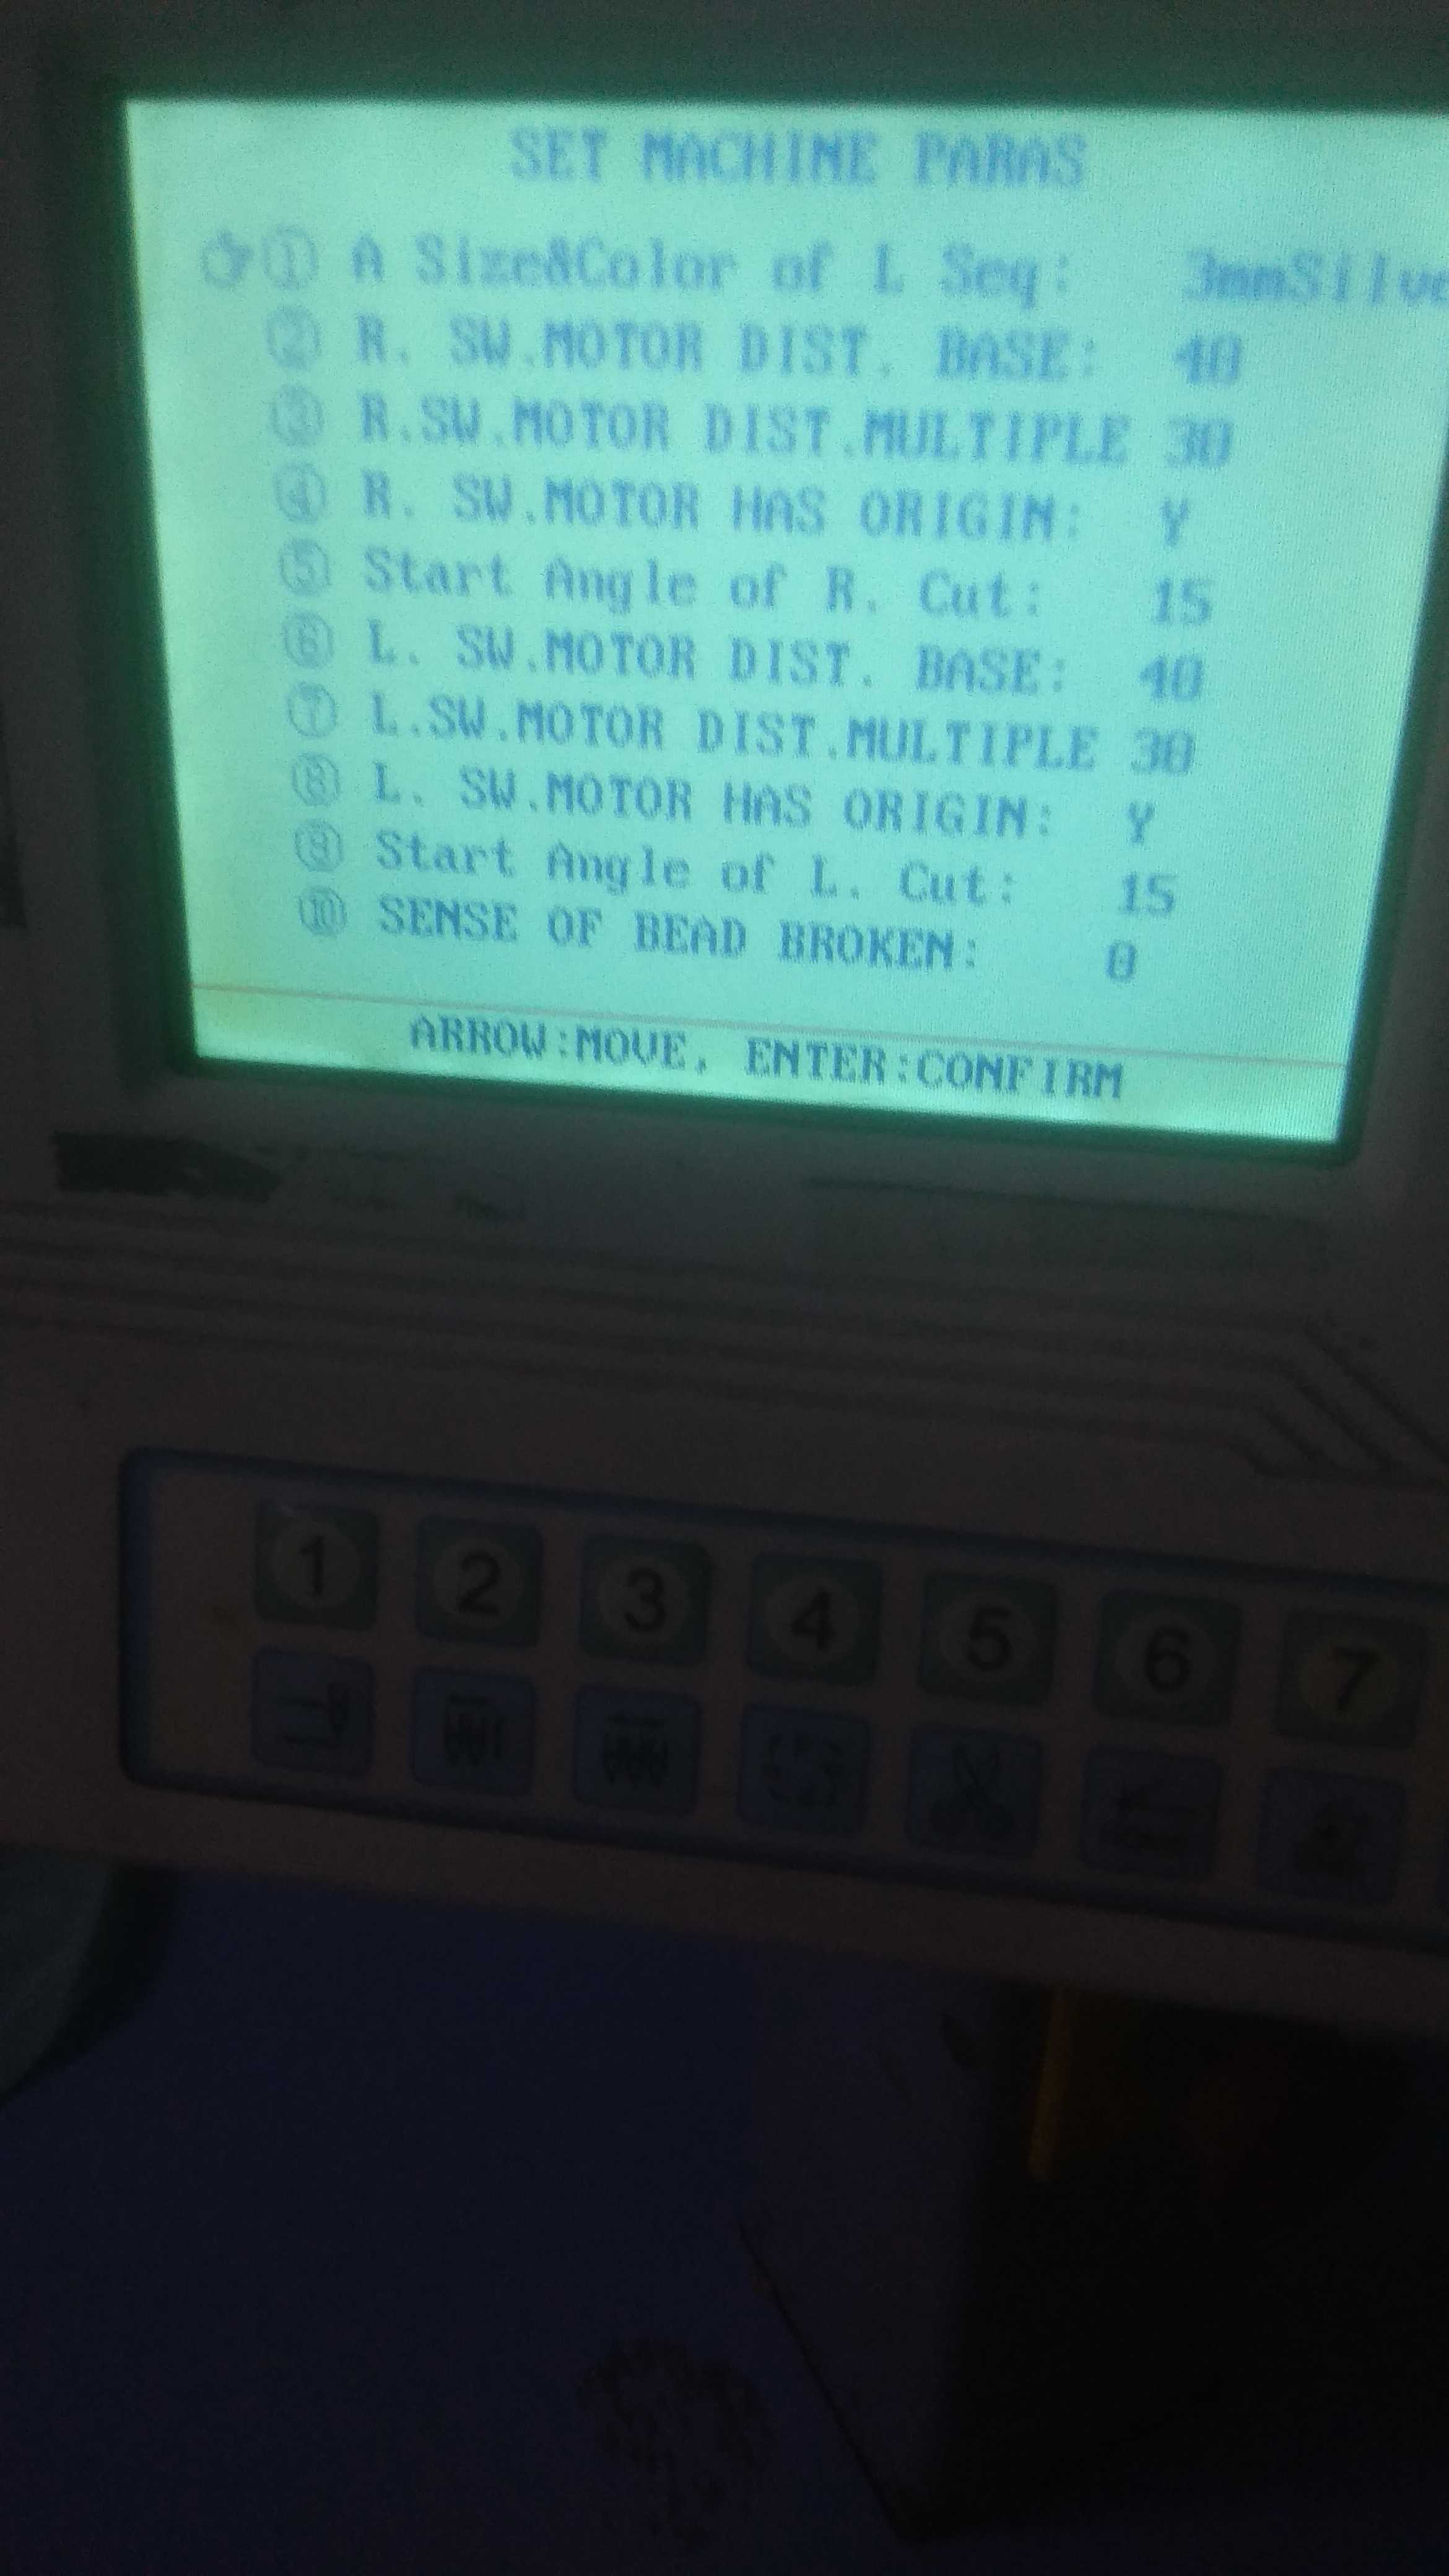 SET MACHINE PARAS
① A Size&Color of L Seq: 3mmSilve
② R. SW.MOTOR DIST. BASE: 40
③ R.SW.MOTOR DIST.MULTIPLE 30
④ R. SW.MOTOR HAS ORIGIN: Y
⑤ Start Angle of R. Cut: 15
⑥ L. SW.MOTOR DIST. BASE: 40
⑦ L.SW.MOTOR DIST.MULTIPLE 30
⑧ L. SW.MOTOR HAS ORIGIN: Y
⑨ Start Angle of L. Cut: 15
⑩ SENSE OF BEAD BROKEN: 0
ARROW:MOVE, ENTER:CONFIRM
1 2 3 4 5 6 7